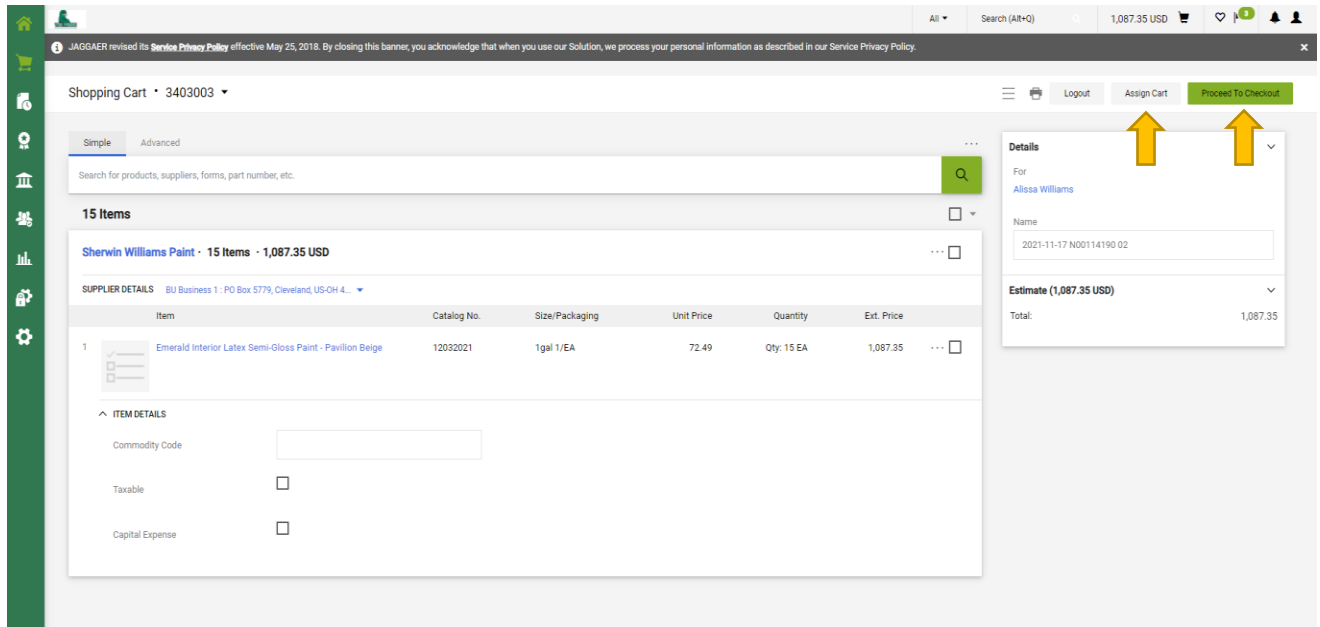 All Search (Alt+Q) 1,087.35 USD 3
JAGGAER revised its Service Privacy Policy effective May 25, 2018. By closing this banner, you acknowledge that when you use our Solution, we process your personal information as described in our Service Privacy Policy. ×
Shopping Cart • 3403003 Logout Assign Cart Proceed To Checkout
Simple Advanced ...
Search for products, suppliers, forms, part number, etc.
15 Items
Sherwin Williams Paint · 15 Items · 1,087.35 USD ...
SUPPLIER DETAILS BU Business 1 : PO Box 5779, Cleveland, US-OH 4...
Item Catalog No. Size/Packaging Unit Price Quantity Ext. Price
1 Emerald Interior Latex Semi-Gloss Paint - Pavilion Beige 12032021 1gal 1/EA 72.49 Qty: 15 EA 1,087.35 ...
ITEM DETAILS
Commodity Code
Taxable
Capital Expense
Details
For
Alissa Williams
Name
2021-11-17 N00114190 02
Estimate (1,087.35 USD)
Total: 1,087.35